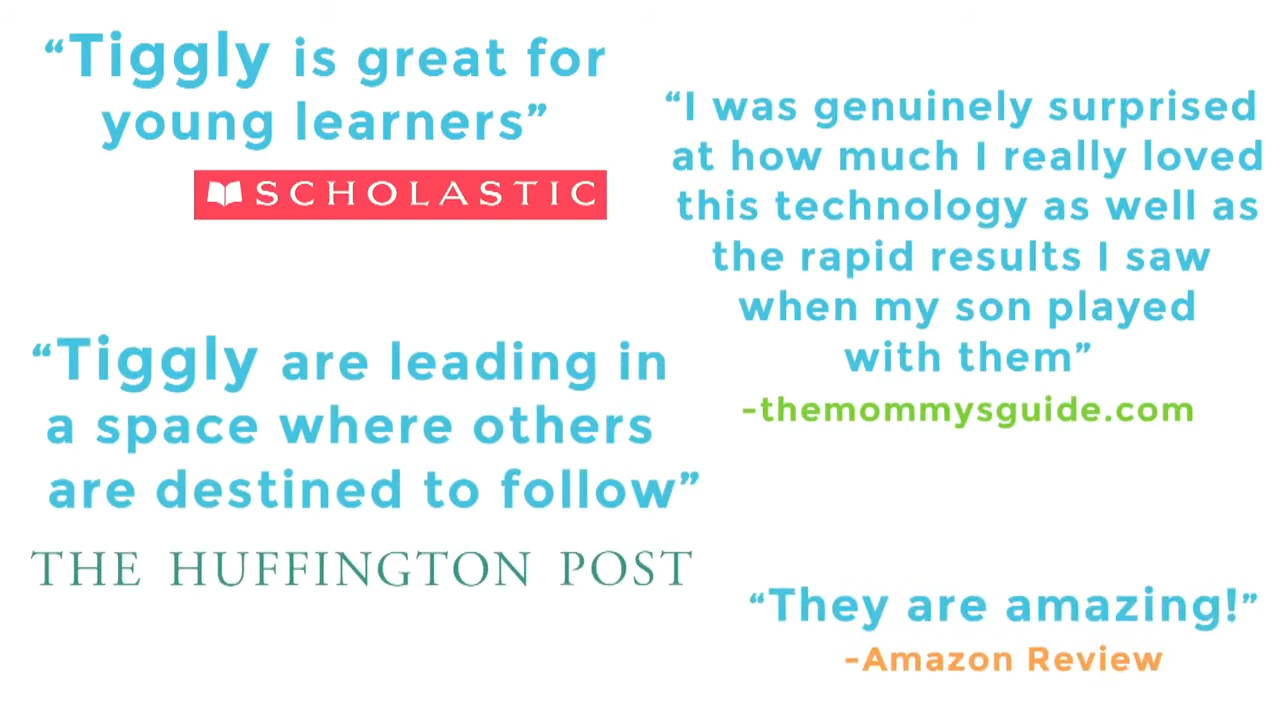 “Tiggly is great for
young learners”
SCHOLASTIC
“I was genuinely surprised
at how much I really loved
this technology as well as
the rapid results I saw
when my son played
with them”
-themommysguide.com
“Tiggly are leading in
a space where others
are destined to follow”
THE HUFFINGTON POST
“They are amazing!”
-Amazon Review